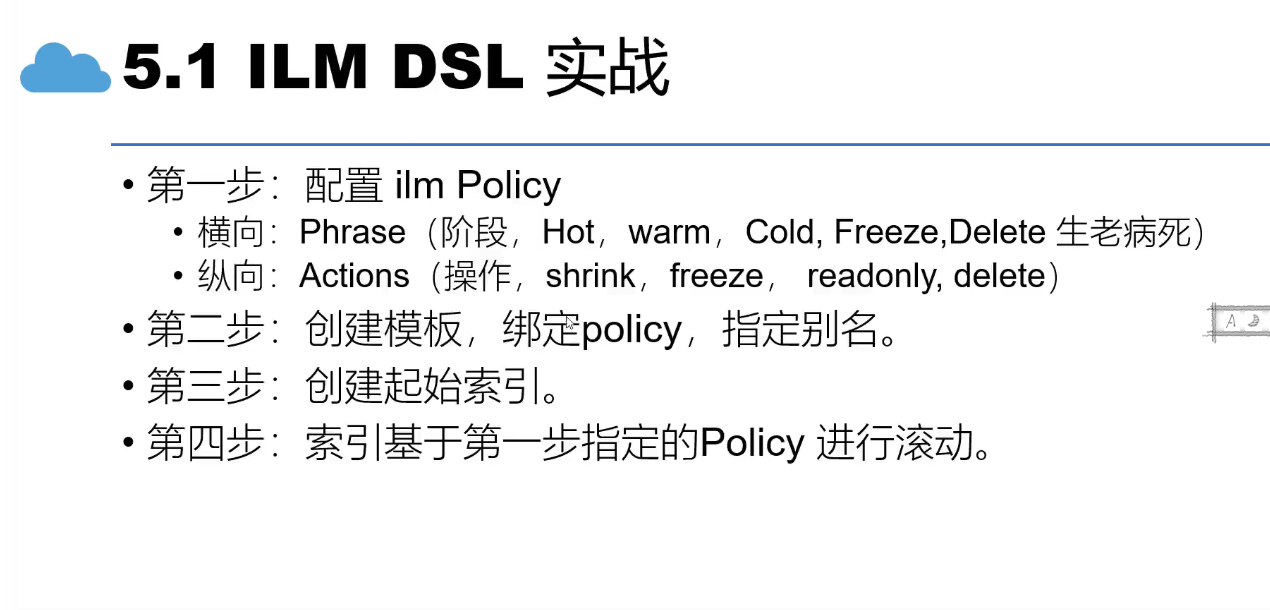 5.1 ILM DSL 实战
• 第一步：配置 ilm Policy
• 横向：Phrase（阶段，Hot，warm，Cold, Freeze,Delete 生老病死）
• 纵向：Actions（操作，shrink，freeze， readonly, delete）
• 第二步：创建模板，绑定policy，指定别名。
• 第三步：创建起始索引。
• 第四步：索引基于第一步指定的Policy 进行滚动。
A